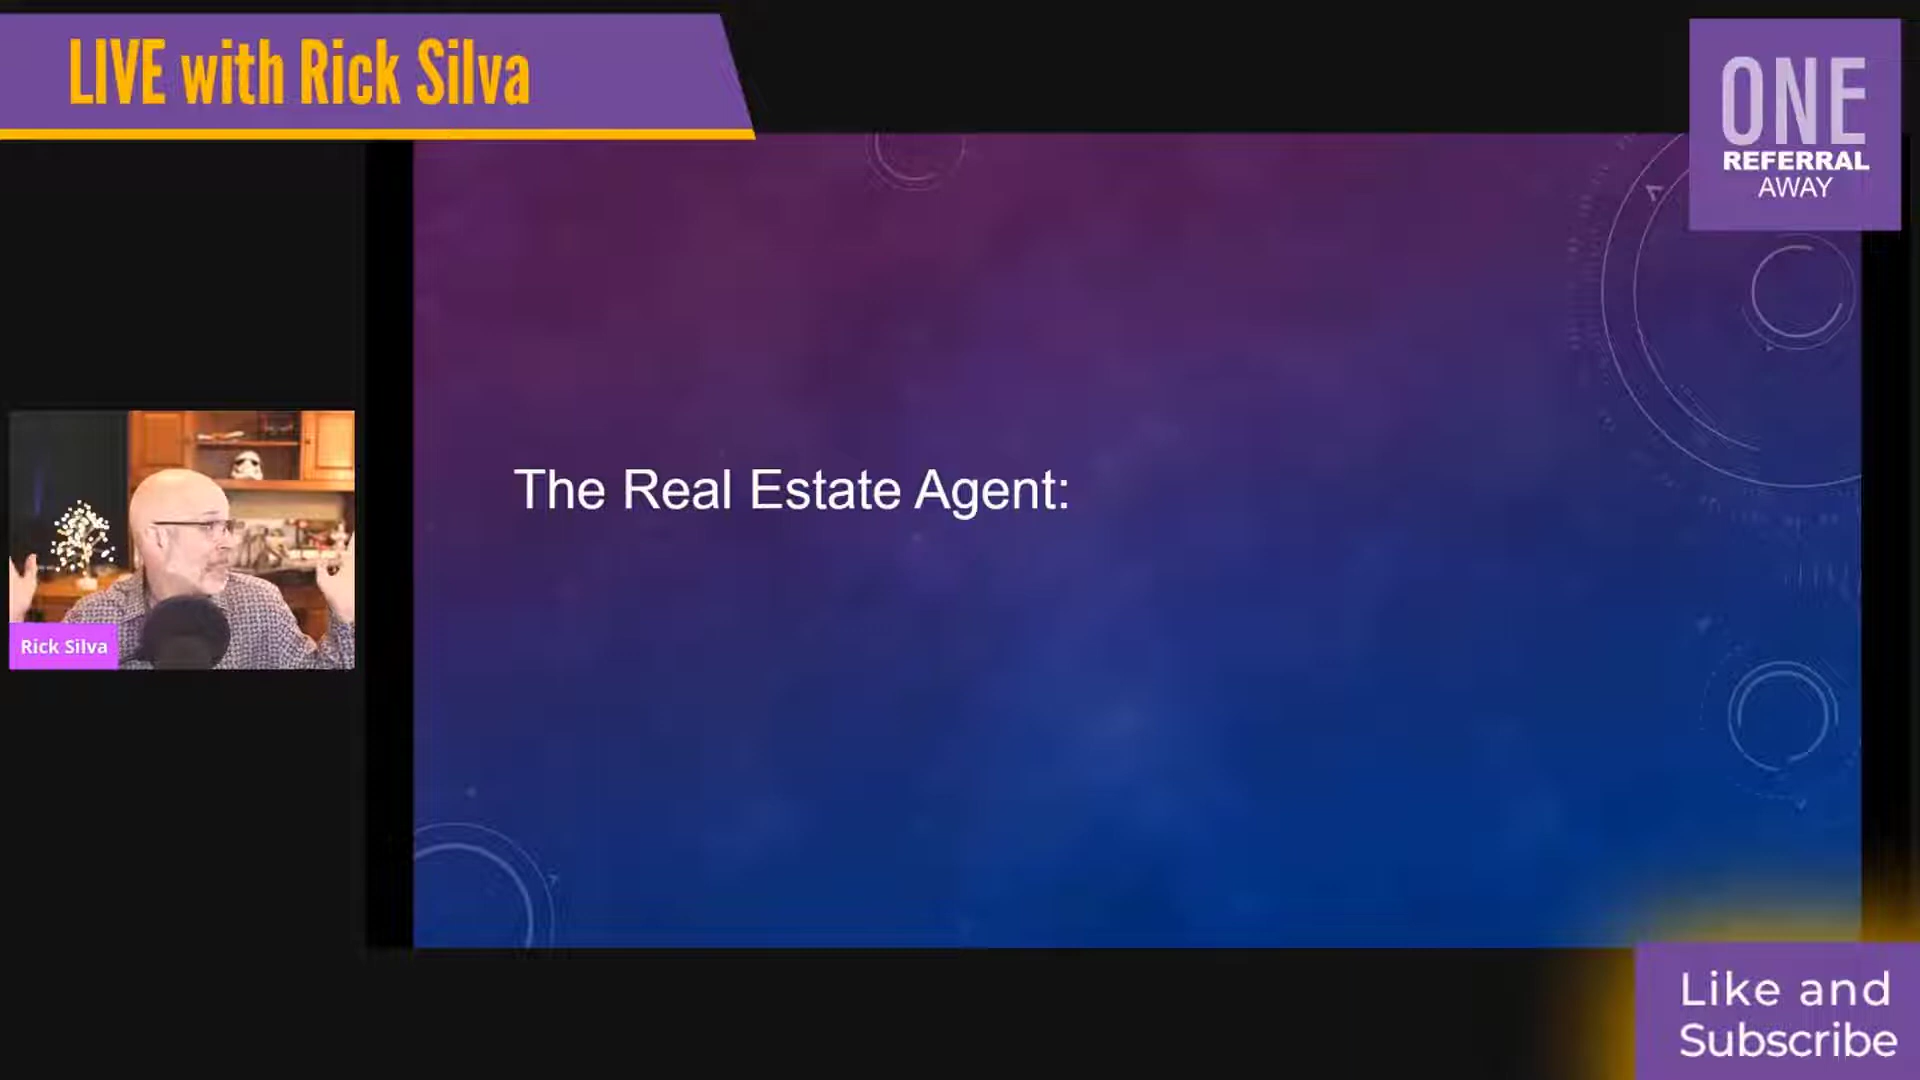 LIVE with Rick Silva
ONE
REFERRAL
AWAY
The Real Estate Agent:
Rick Silva
Like and
Subscribe